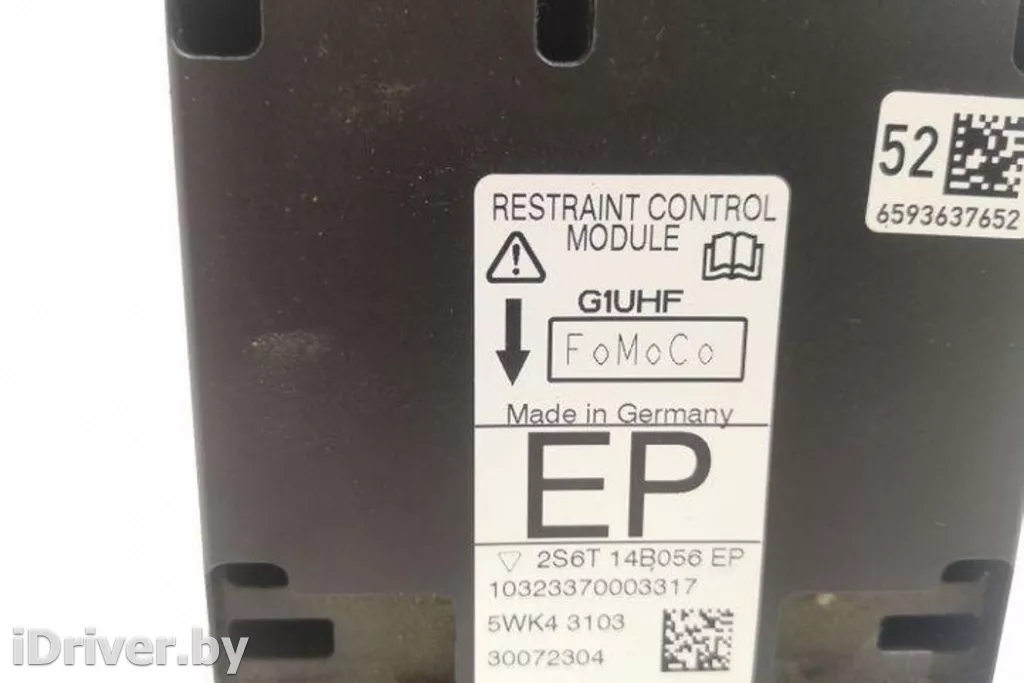 52
6593637652
RESTRAINT CONTROL
MODULE
G1UHF
FoMoCo
Made in Germany
EP
2S6T 14B056 EP
10323370003317
5WK4 3103
30072304
iDriver.by